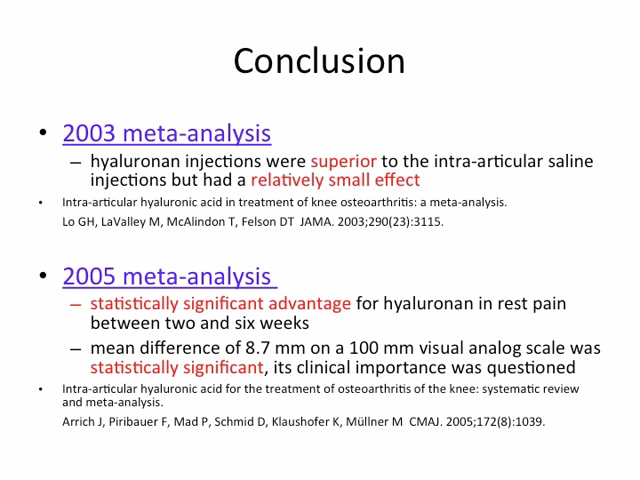 Conclusion
• 2003 meta-analysis
– hyaluronan injections were superior to the intra-articular saline
injections but had a relatively small effect
• Intra-articular hyaluronic acid in treatment of knee osteoarthritis: a meta-analysis.
Lo GH, LaValley M, McAlindon T, Felson DT JAMA. 2003;290(23):3115.
• 2005 meta-analysis
– statistically significant advantage for hyaluronan in rest pain
between two and six weeks
– mean difference of 8.7 mm on a 100 mm visual analog scale was
statistically significant, its clinical importance was questioned
• Intra-articular hyaluronic acid for the treatment of osteoarthritis of the knee: systematic review
and meta-analysis.
Arrich J, Piribauer F, Mad P, Schmid D, Klaushofer K, Müllner M CMAJ. 2005;172(8):1039.